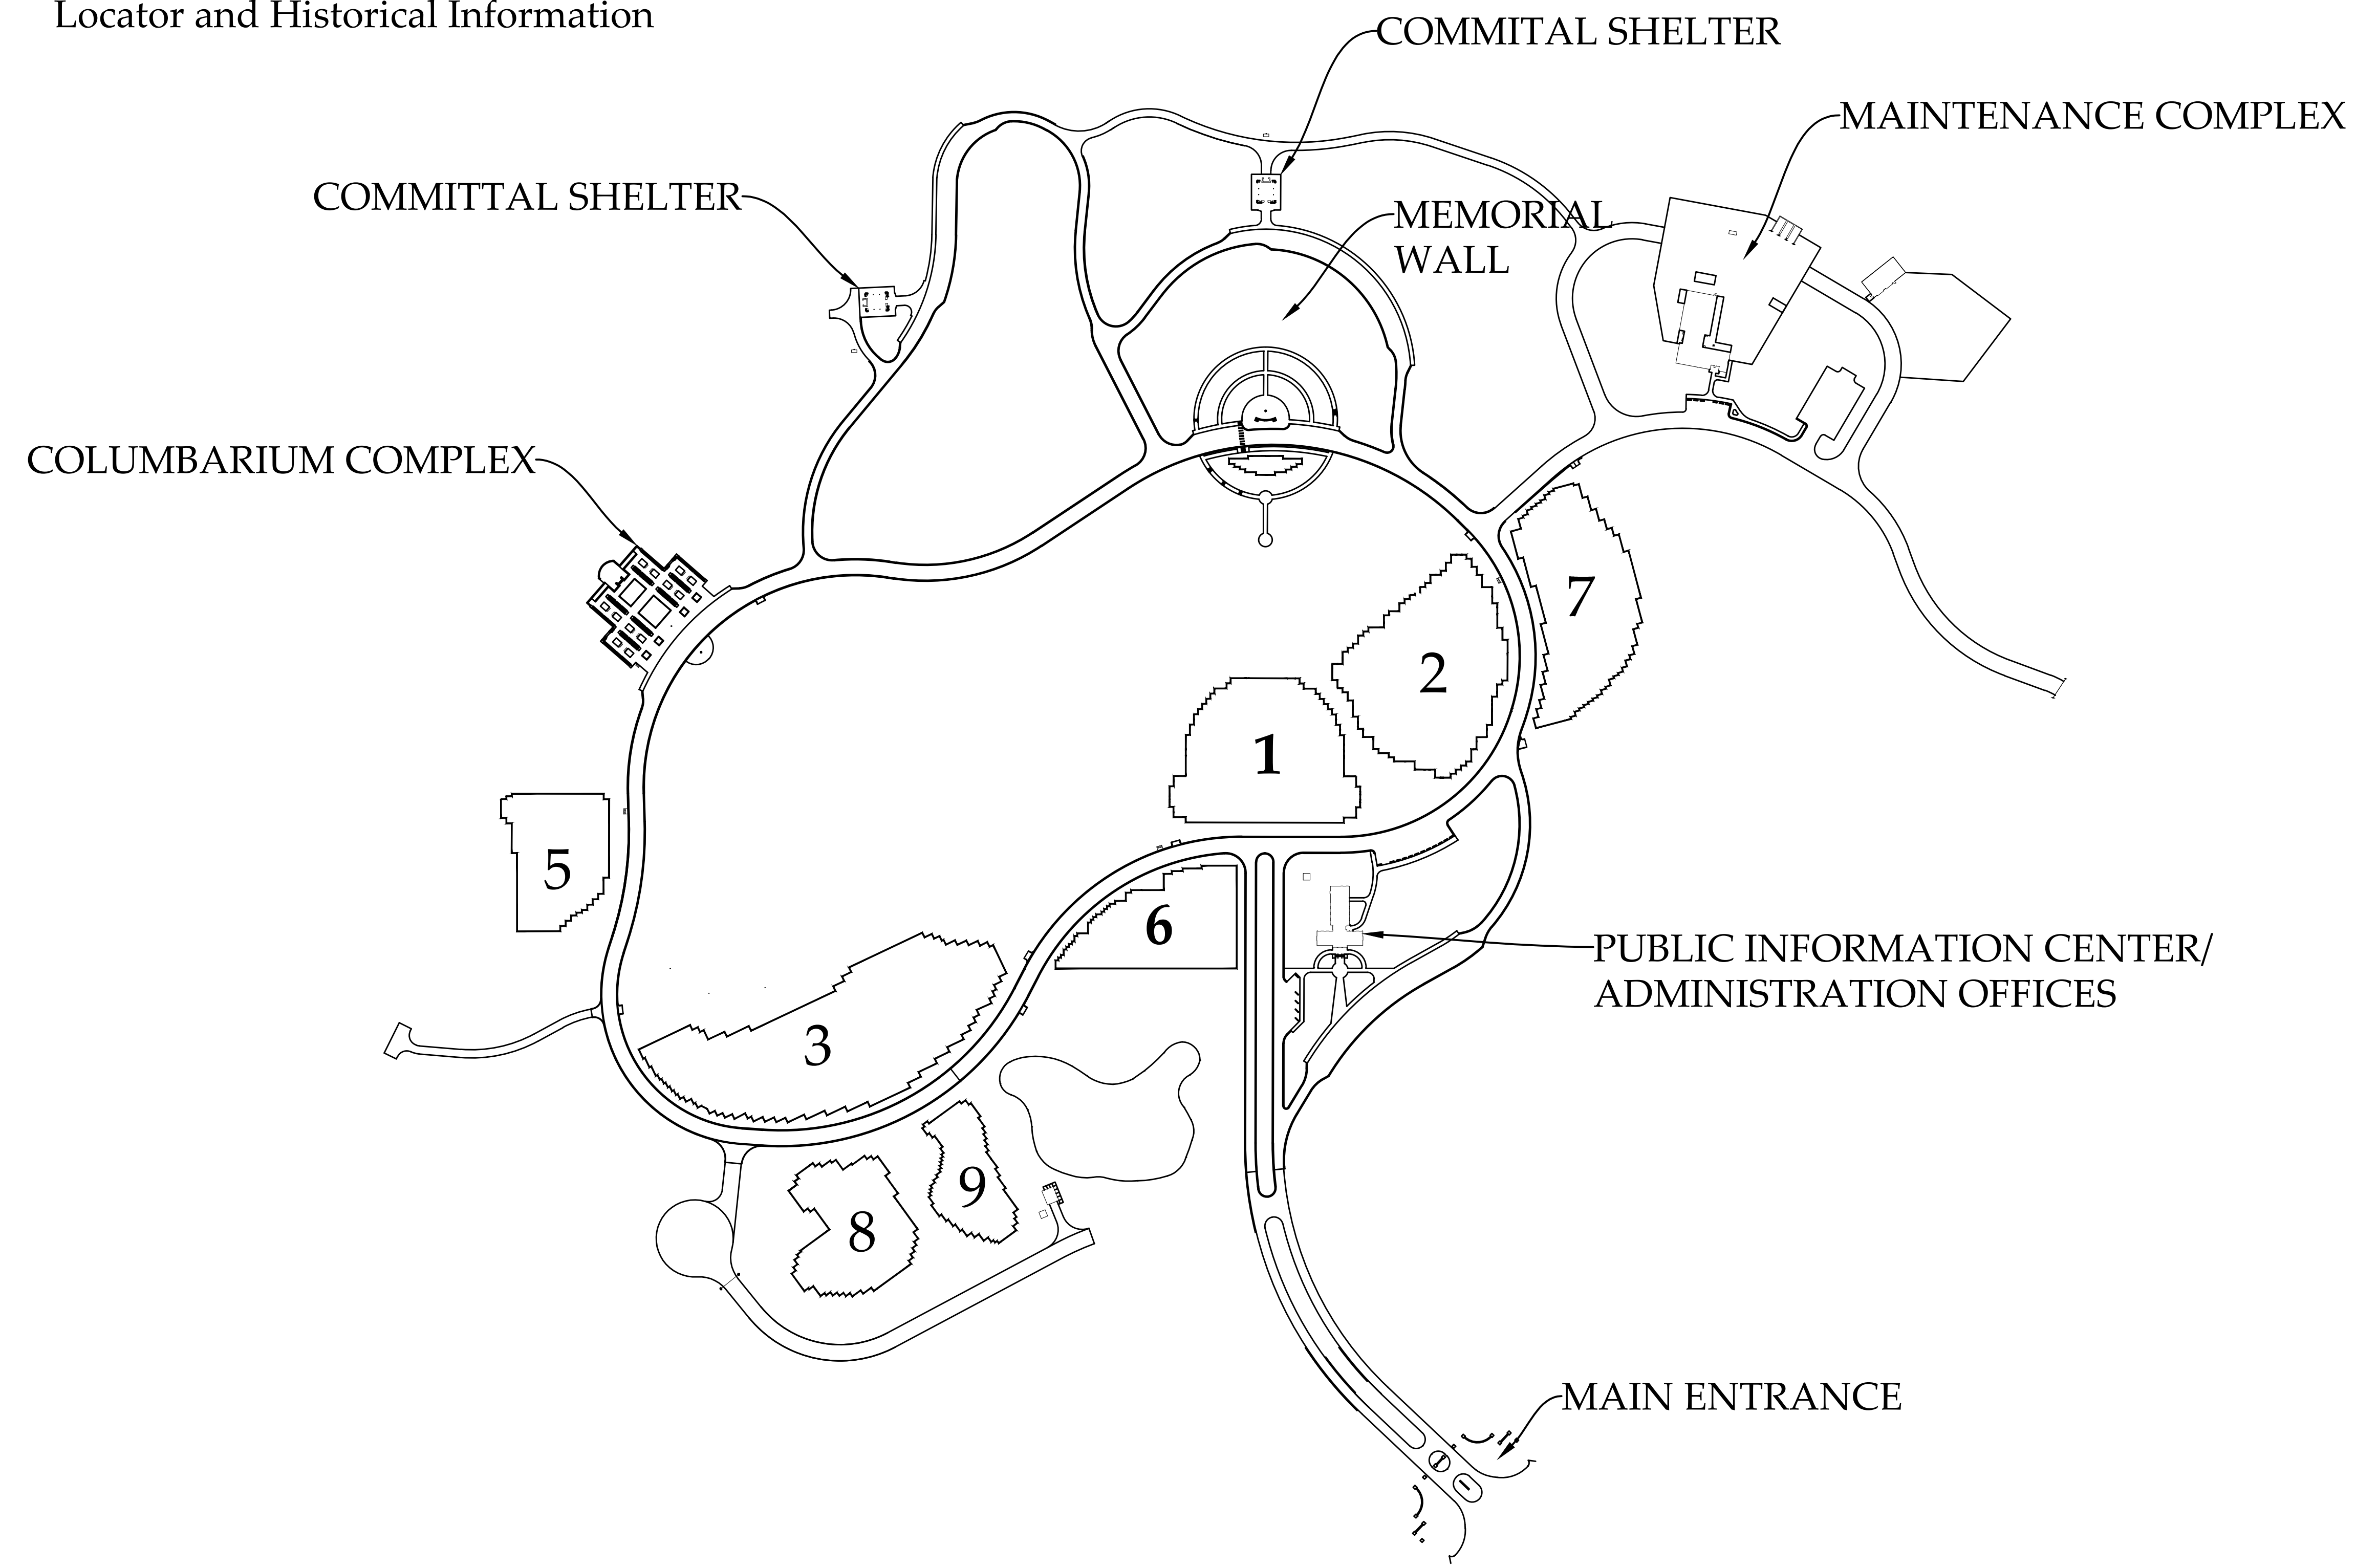 Locator and Historical Information
COMMITAL SHELTER
MAINTENANCE COMPLEX
COMMITTAL SHELTER
MEMORIAL
WALL
COLUMBARIUM COMPLEX
7
2
1
5
6
PUBLIC INFORMATION CENTER/
ADMINISTRATION OFFICES
3
9
8
MAIN ENTRANCE